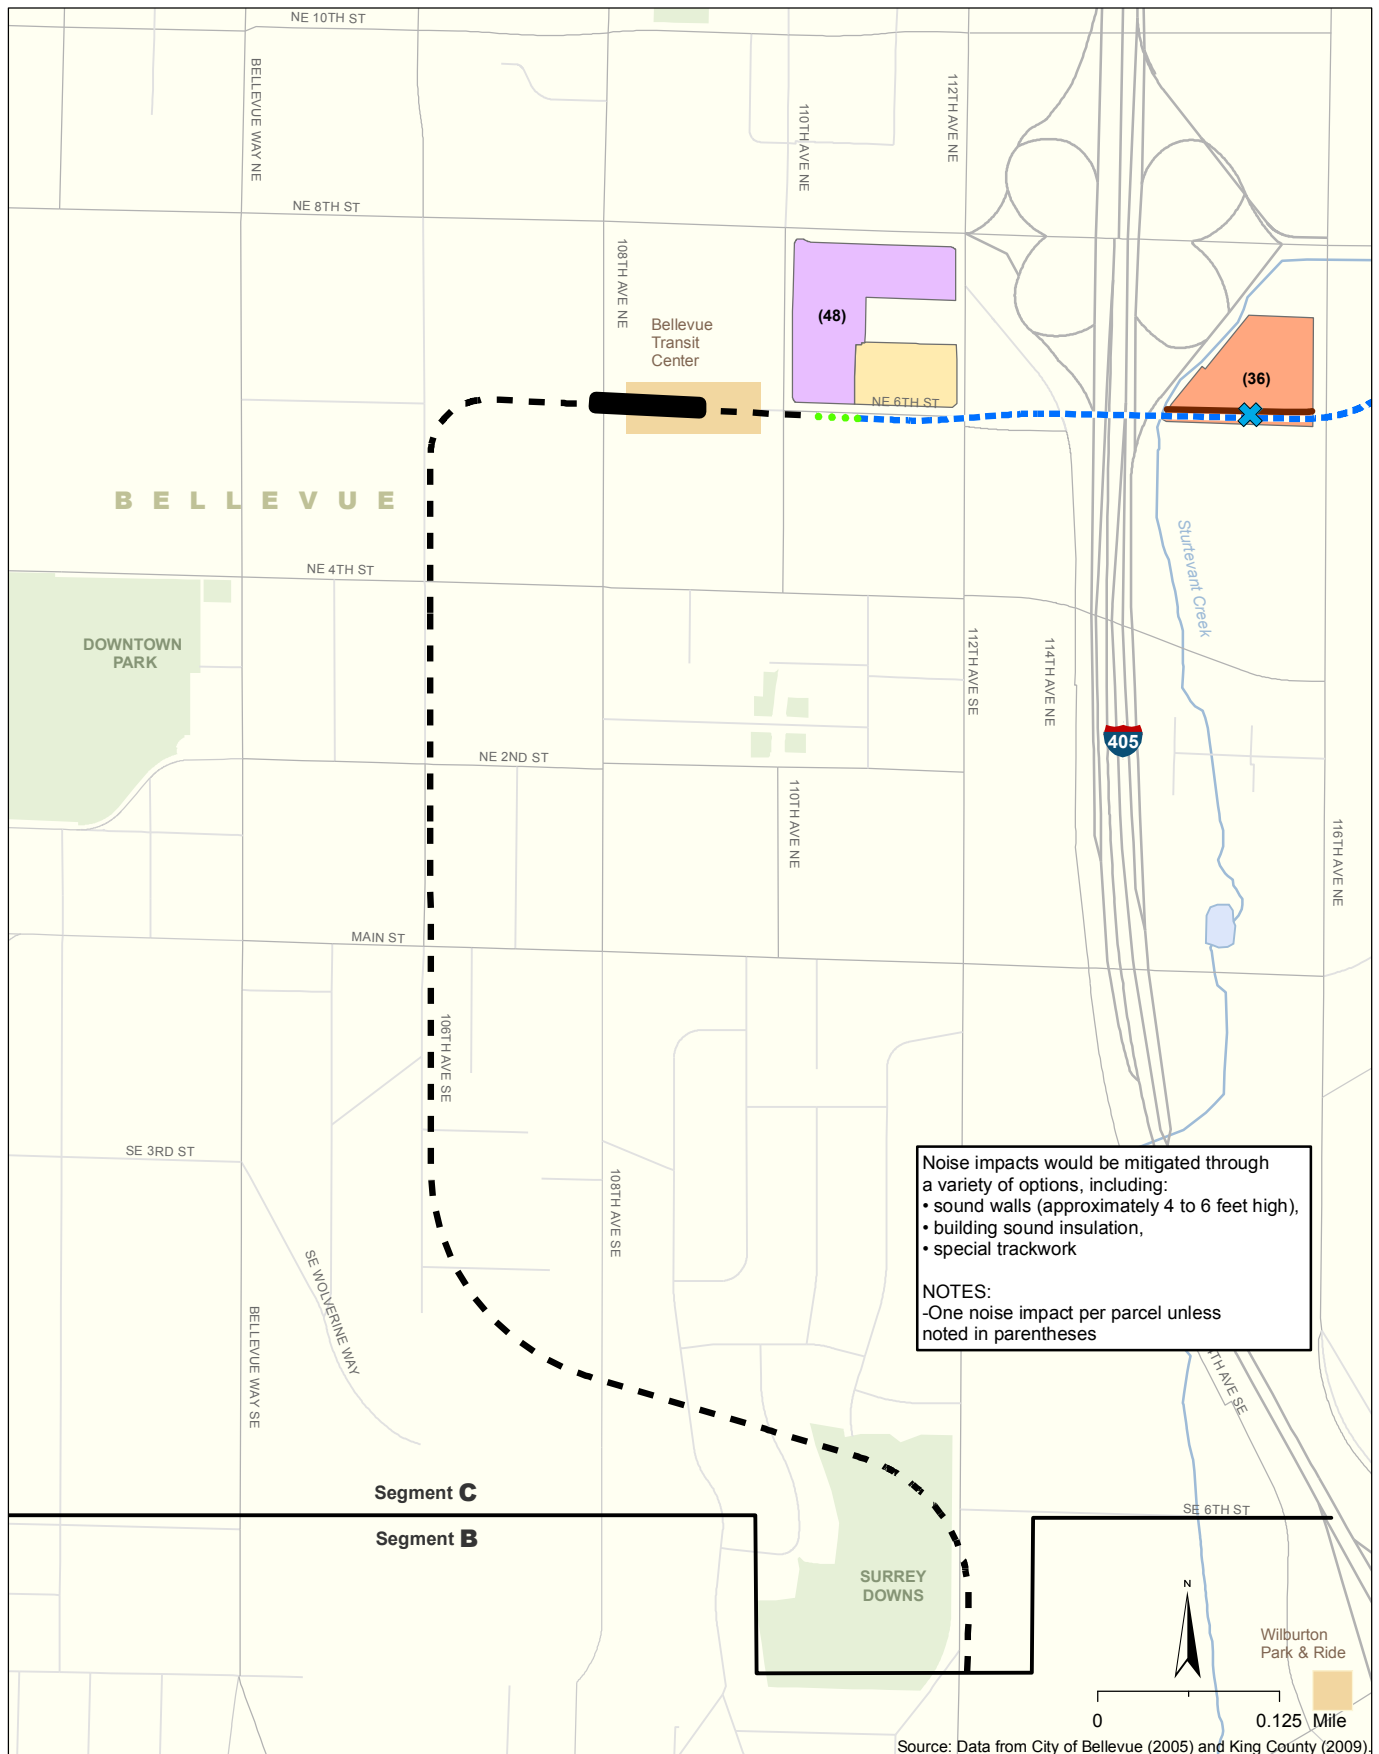 NE 10TH ST
BELLEVUE WAY NE
110TH AVE NE
112TH AVE NE
NE 8TH ST
108TH AVE NE
Bellevue
Transit
Center
(48)
(36)
NE 6TH ST
BELLEVUE
Sturtevant Creek
NE 4TH ST
DOWNTOWN
PARK
112TH AVE SE
114TH AVE NE
405
NE 2ND ST
110TH AVE NE
116TH AVE NE
MAIN ST
106TH AVE SE
SE 3RD ST
108TH AVE SE
Noise impacts would be mitigated through
a variety of options, including:
• sound walls (approximately 4 to 6 feet high),
• building sound insulation,
• special trackwork
NOTES:
-One noise impact per parcel unless
noted in parentheses
SE WOLVERINE WAY
BELLEVUE WAY SE
AVE SE
Segment C
Segment B
SE 6TH ST
SURREY
DOWNS
N
Wilburton
Park & Ride
0 0.125 Mile
Source: Data from City of Bellevue (2005) and King County (2009).